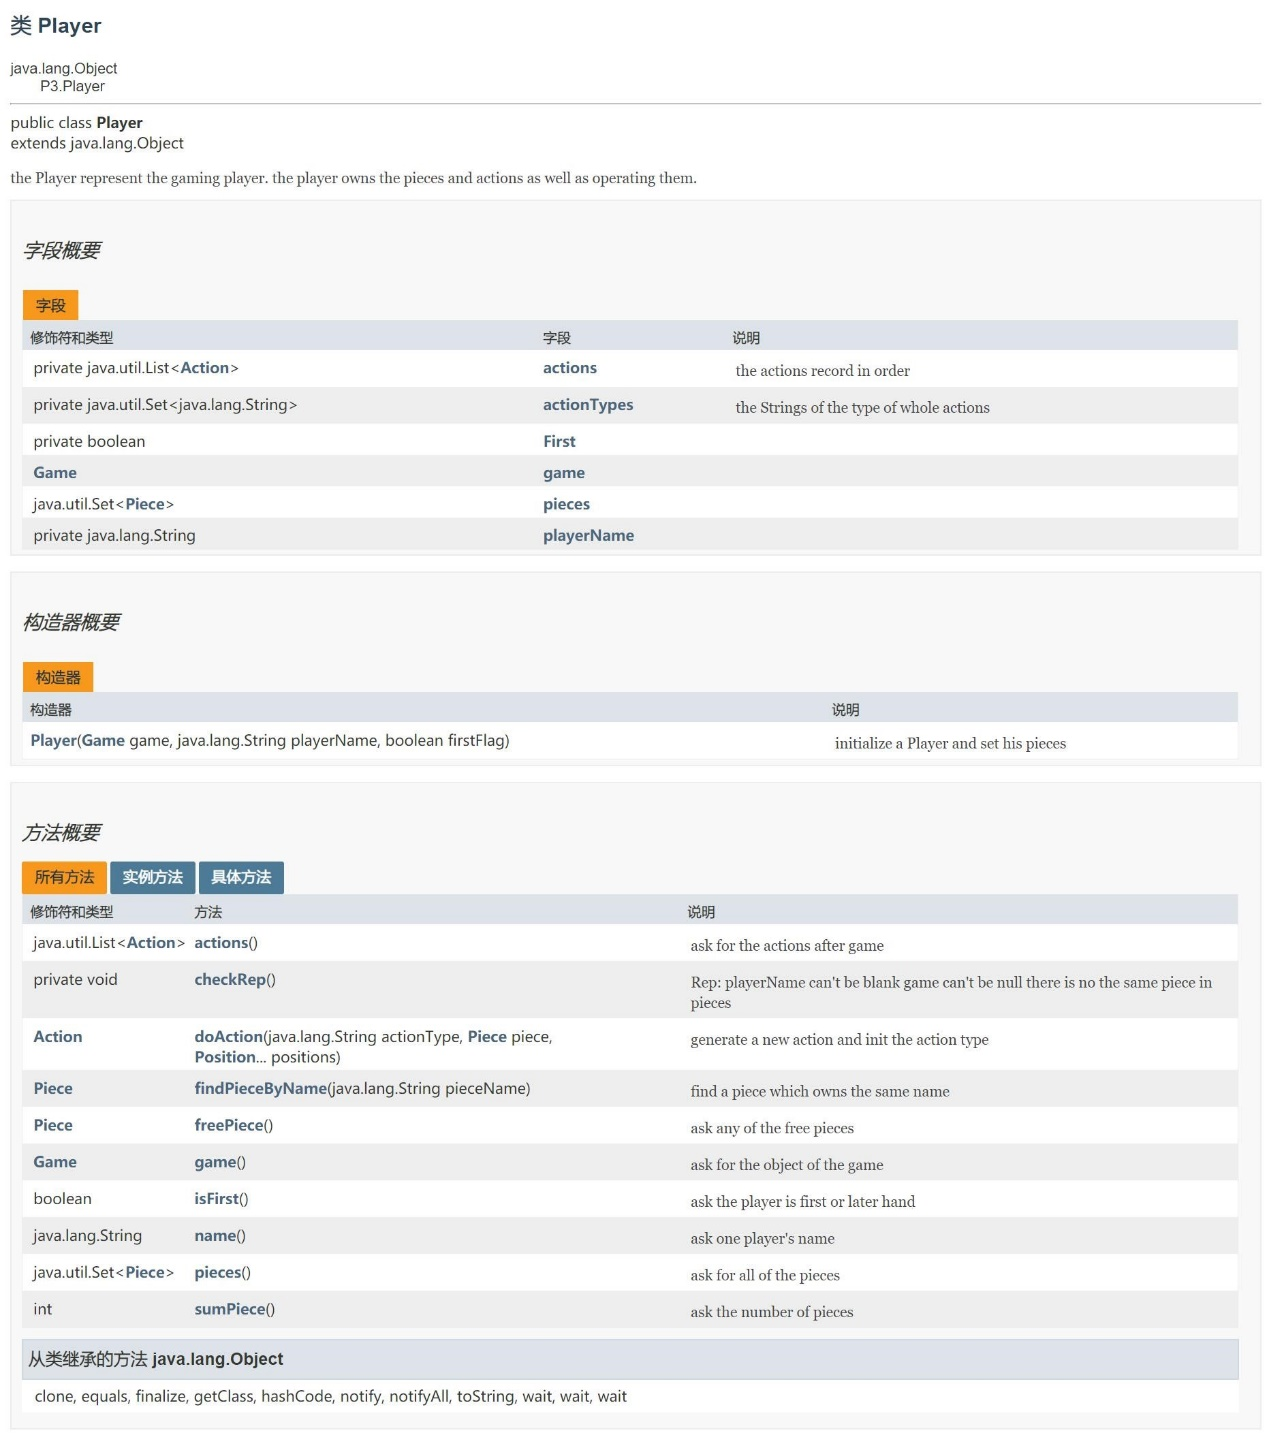 类 Player
java.lang.Object
P3.Player
public class Player
extends java.lang.Object
the Player represent the gaming player. the player owns the pieces and actions as well as operating them.
字段概要
字段
修饰符和类型 字段 说明
private java.util.List<Action> actions the actions record in order
private java.util.Set<java.lang.String> actionTypes the Strings of the type of whole actions
private boolean First
Game game
java.util.Set<Piece> pieces
private java.lang.String playerName
构造器概要
构造器
构造器 说明
Player(Game game, java.lang.String playerName, boolean firstFlag) initialize a Player and set his pieces
方法概要
所有方法 实例方法 具体方法
修饰符和类型 方法 说明
java.util.List<Action> actions() ask for the actions after game
private void checkRep() Rep: playerName can't be blank game can't be null there is no the same piece in
pieces
Action doAction(java.lang.String actionType, Piece piece, generate a new action and init the action type
Position... positions)
Piece findPieceByName(java.lang.String pieceName) find a piece which owns the same name
Piece freePiece() ask any of the free pieces
Game game() ask for the object of the game
boolean isFirst() ask the player is first or later hand
java.lang.String name() ask one player's name
java.util.Set<Piece> pieces() ask for all of the pieces
int sumPiece() ask the number of pieces
从类继承的方法 java.lang.Object
clone, equals, finalize, getClass, hashCode, notify, notifyAll, toString, wait, wait, wait